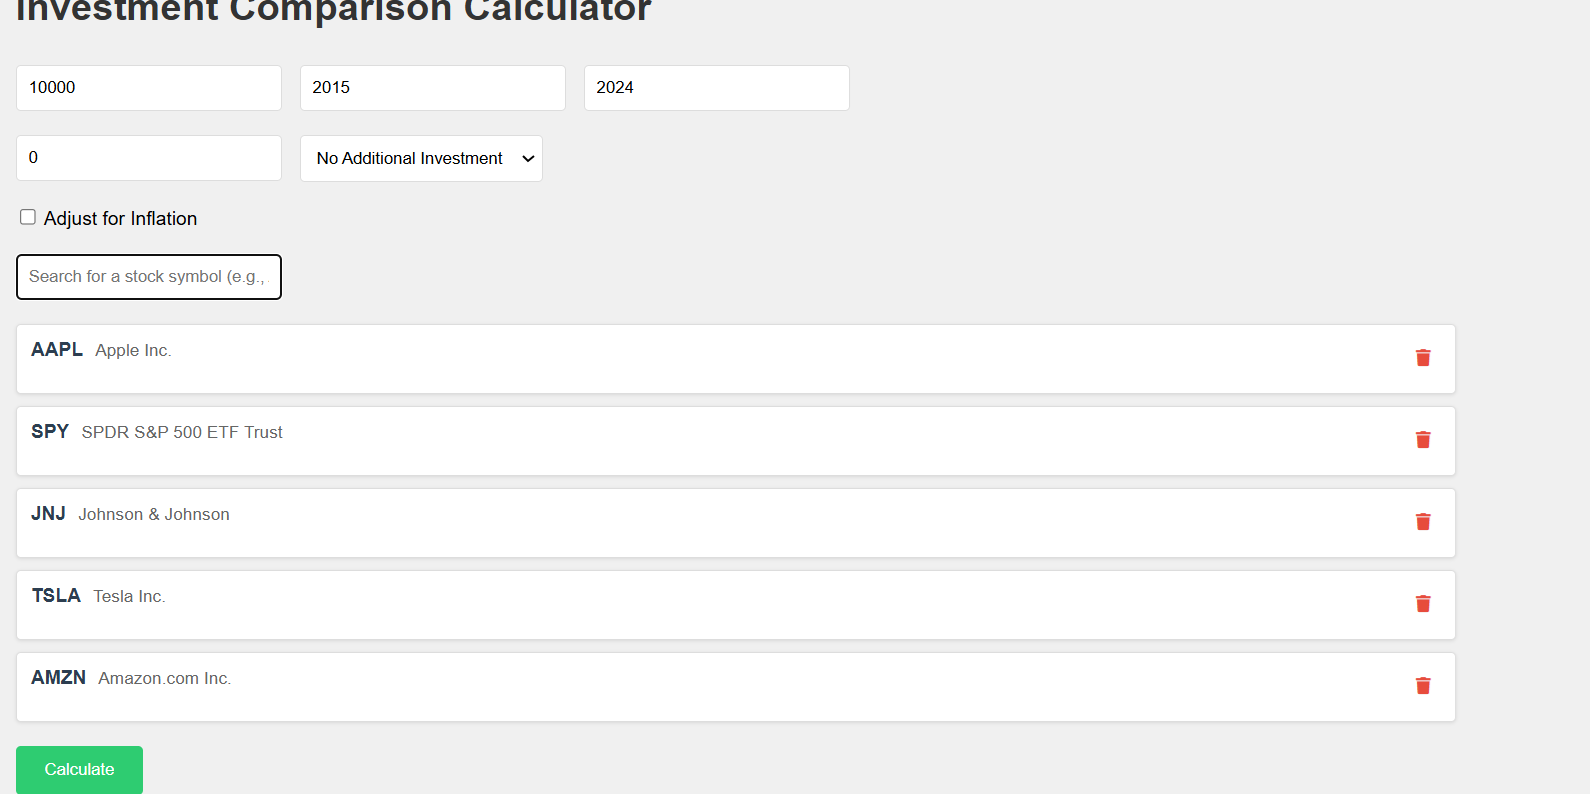 Investment Comparison Calculator
10000
2015
2024
0
No Additional Investment
Adjust for Inflation
Search for a stock symbol (e.g.,
AAPL Apple Inc.
SPY SPDR S&P 500 ETF Trust
JNJ Johnson & Johnson
TSLA Tesla Inc.
AMZN Amazon.com Inc.
Calculate